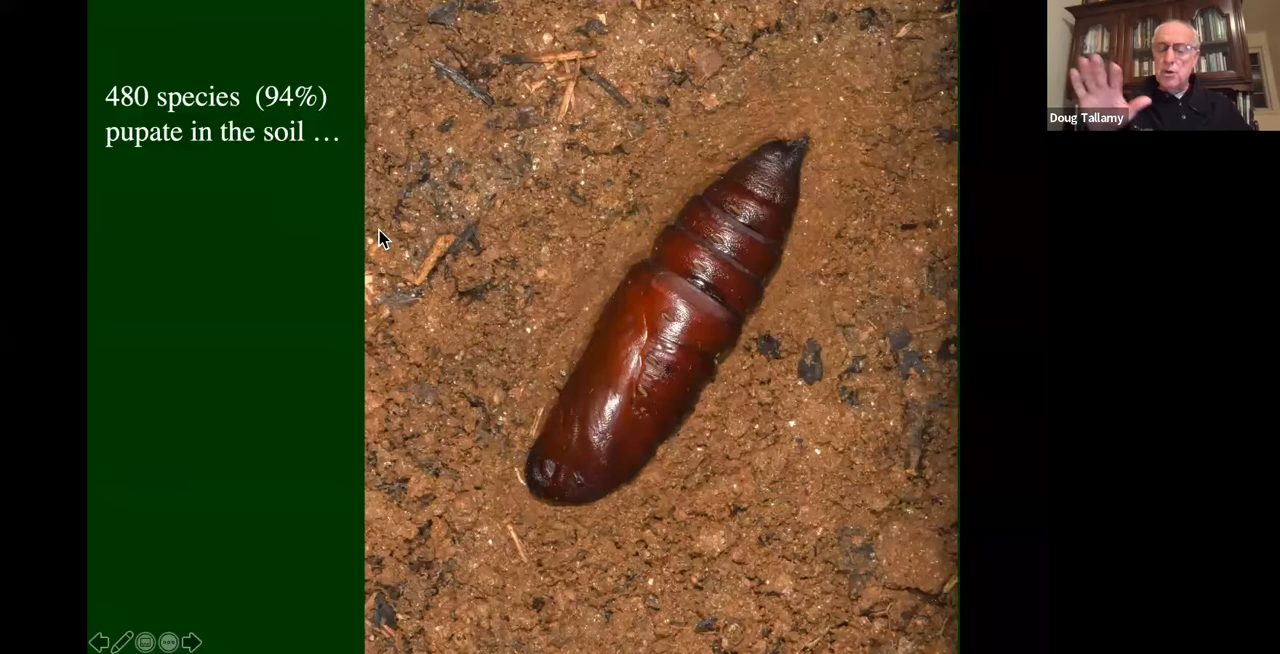 480 species (94%)
pupate in the soil …
Doug Tallamy